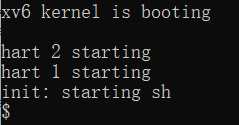 xv6 kernel is booting
hart 2 starting
hart 1 starting
init: starting sh
$